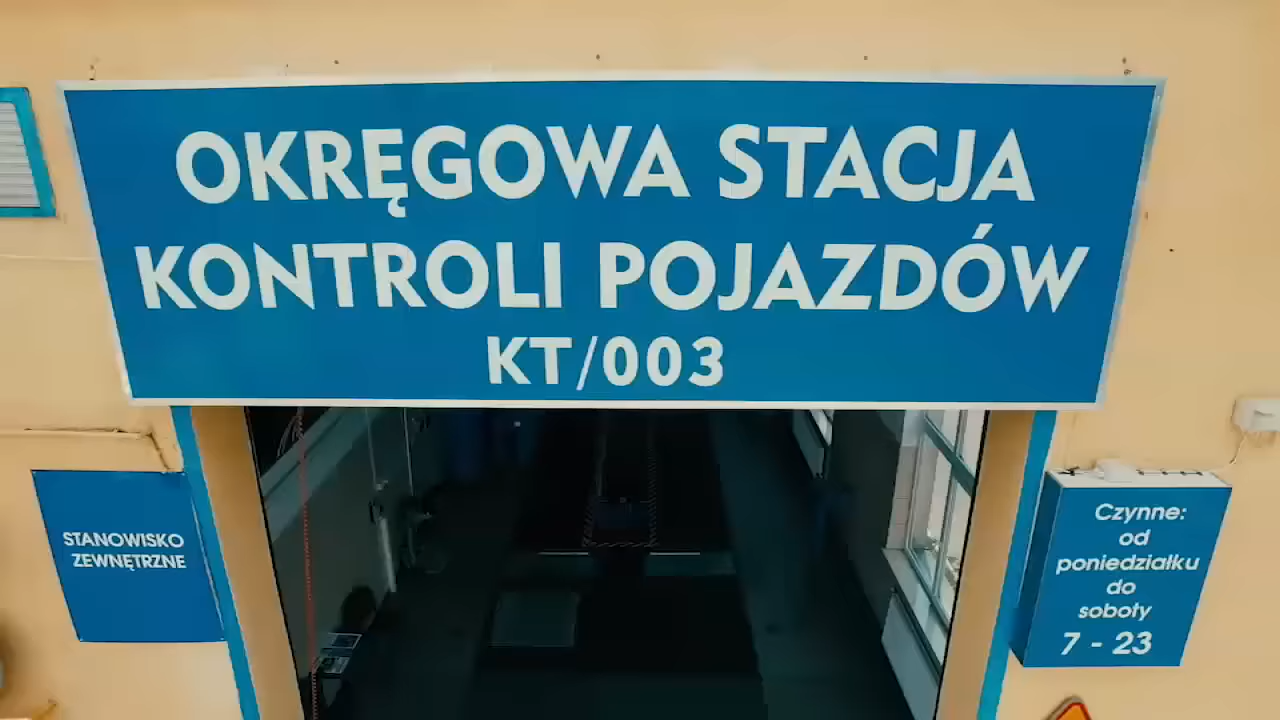 OKRĘGOWA STACJA
KONTROLI POJAZDÓW
KT/003
STANOWISKO
ZEWNĘTRZNE
Czynne:
od
poniedziałku
do
soboty
7 - 23